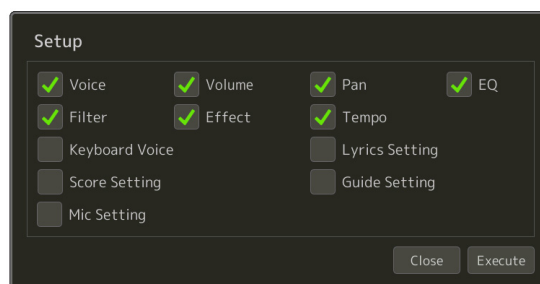 Setup
Voice Volume Pan EQ
Filter Effect Tempo
Keyboard Voice Lyrics Setting
Score Setting Guide Setting
Mic Setting
Close Execute